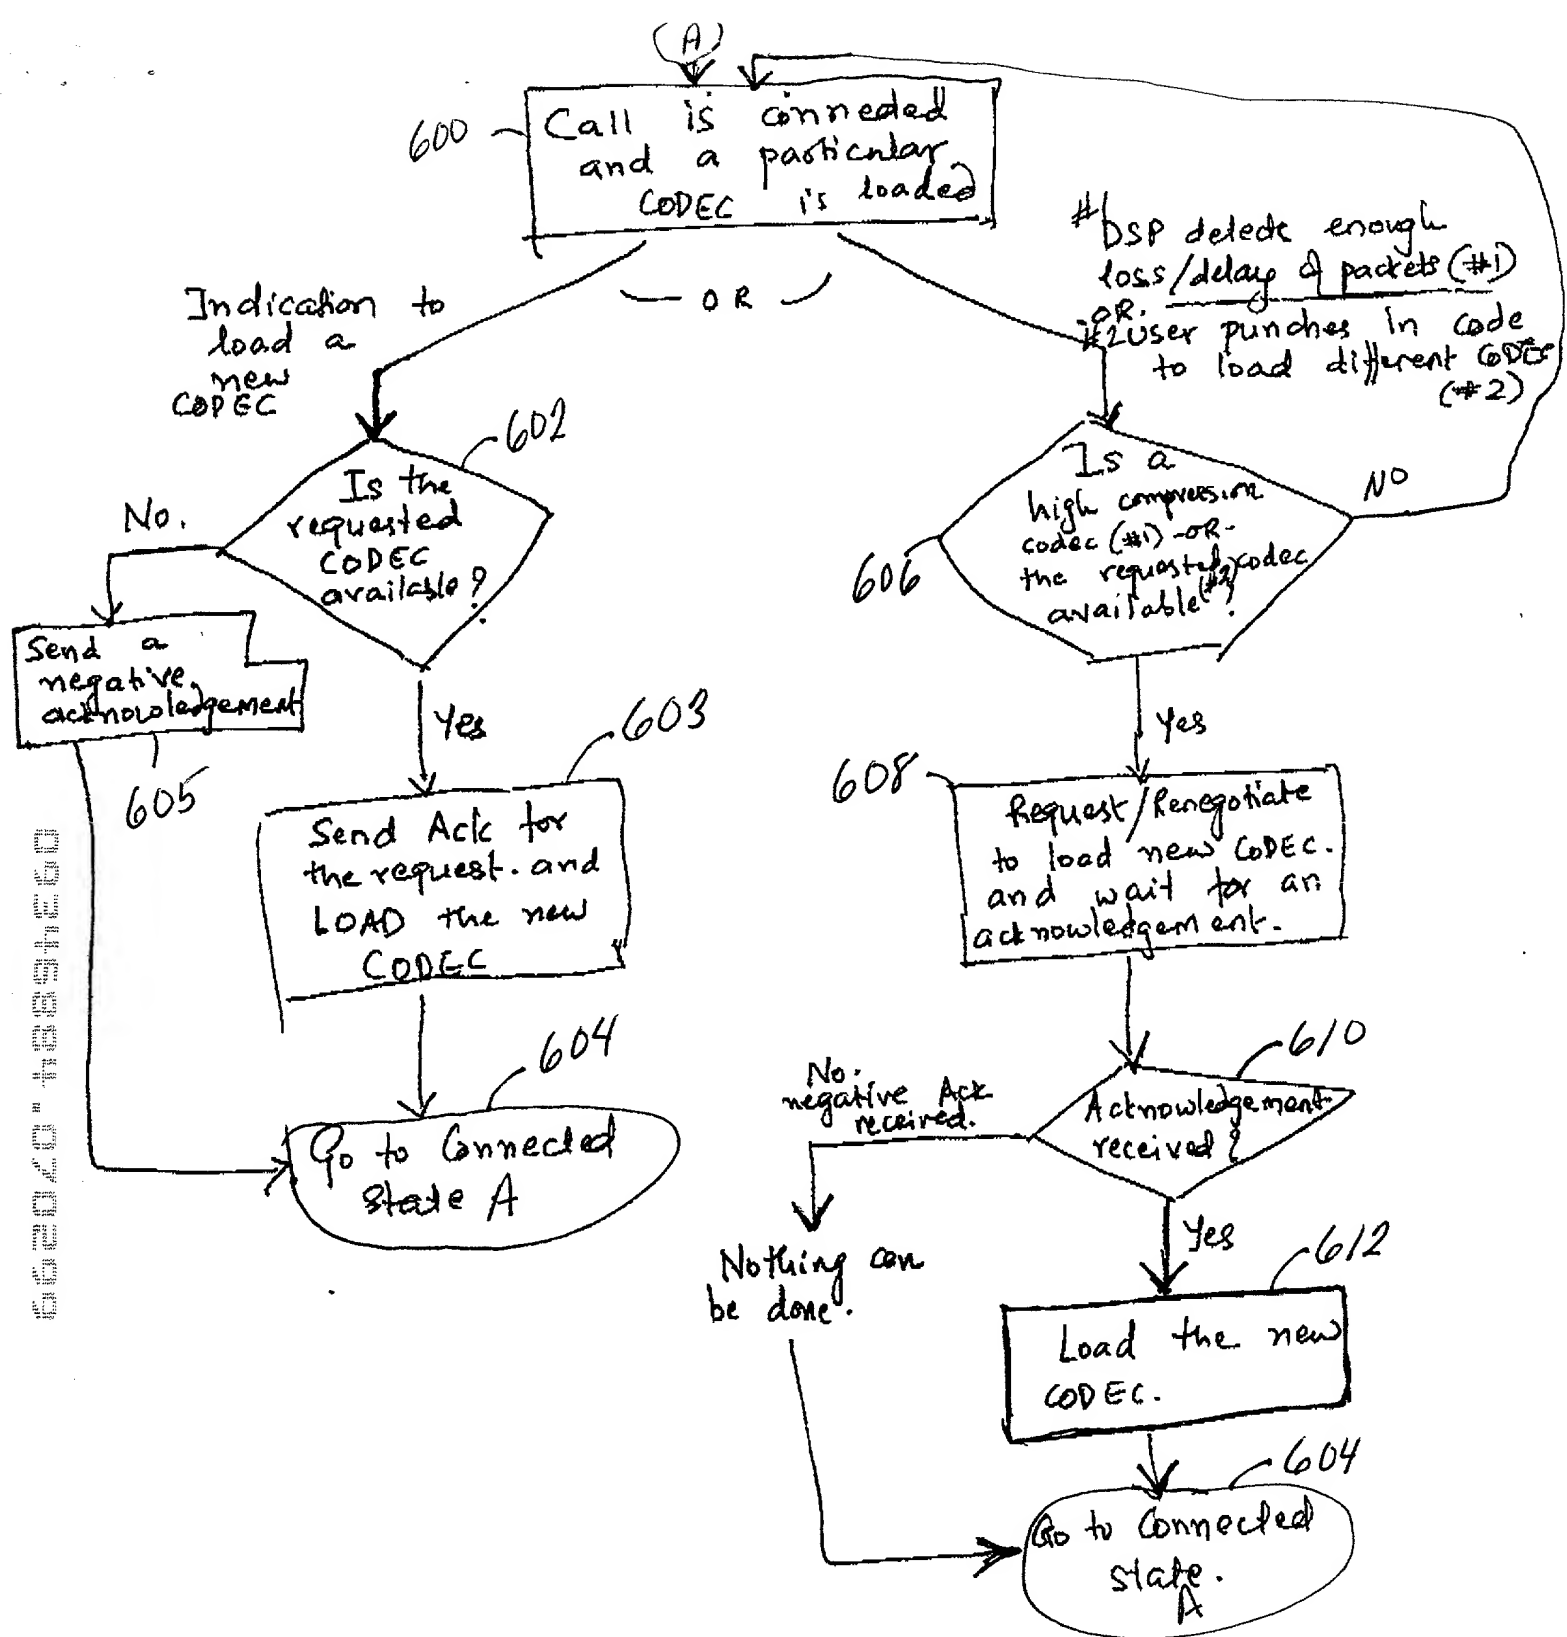 (A)
600
Call is connected
and a particular
CODEC is loaded
#1 DSP detects enough
loss/delay of packets (#1)
-OR-
#2 User punches in code
to load different CODEC
(#2)
Indication to
load a
new
CODEC
- OR -
602
Is the
requested
CODEC
available?
No.
Yes
Send a
negative
acknowledgement
605
603
Send Ack for
the request. and
LOAD the new
CODEC
604
Go to Connected
state A
606
Is a
high compression
codec (#1) -OR-
the requested (#2) codec
available?
NO
Yes
608
Request/Renegotiate
to load new CODEC.
and wait for an
acknowledgement.
610
Acknowledgement
received?
No.
negative Ack
received.
Nothing can
be done.
Yes
612
Load the new
CODEC.
604
Go to Connected
state.
A